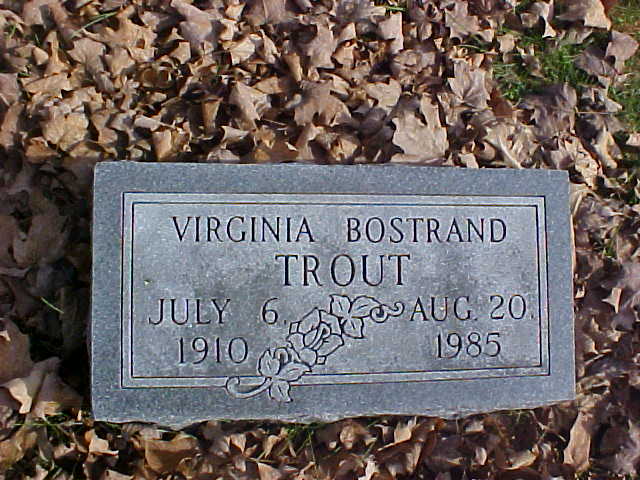 VIRGINIA BOSTRAND
TROUT
JULY 6, AUG. 20,
1910 1985